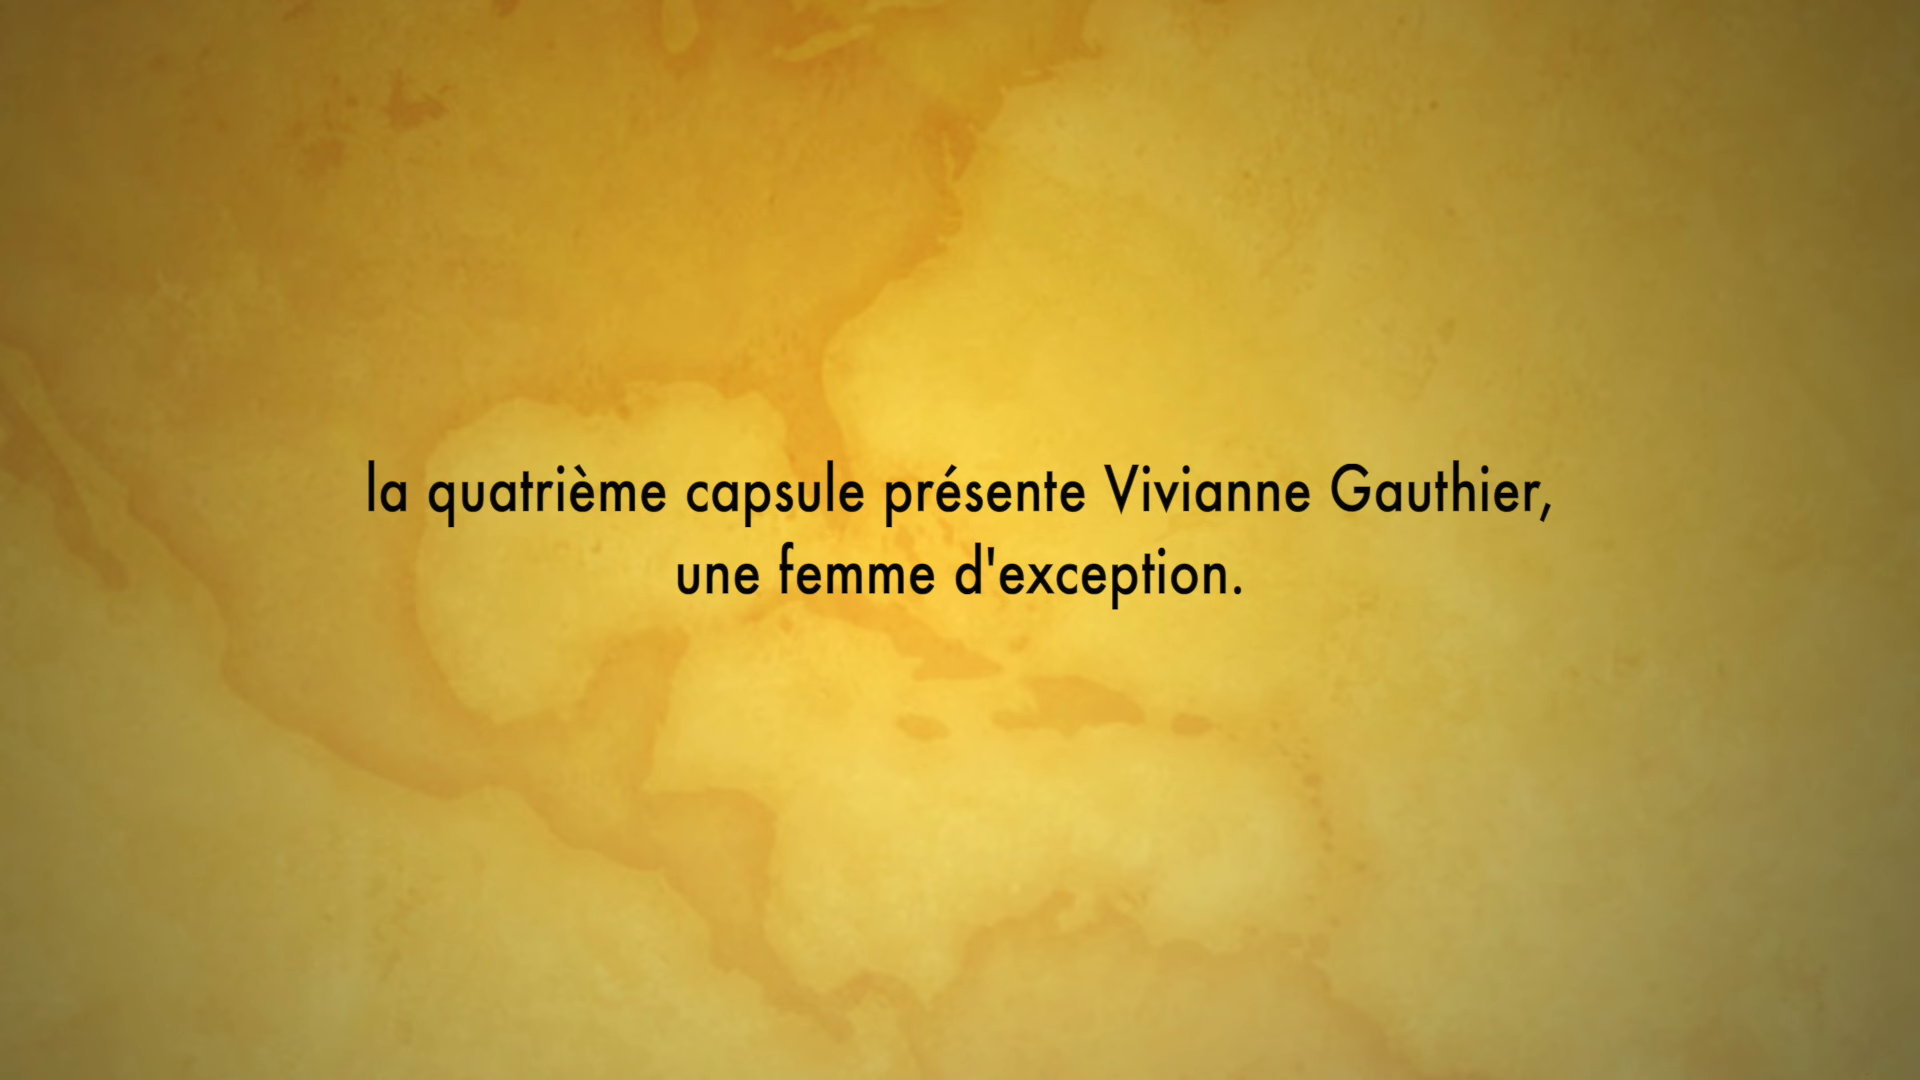 la quatrième capsule présente Vivianne Gauthier,
une femme d'exception.